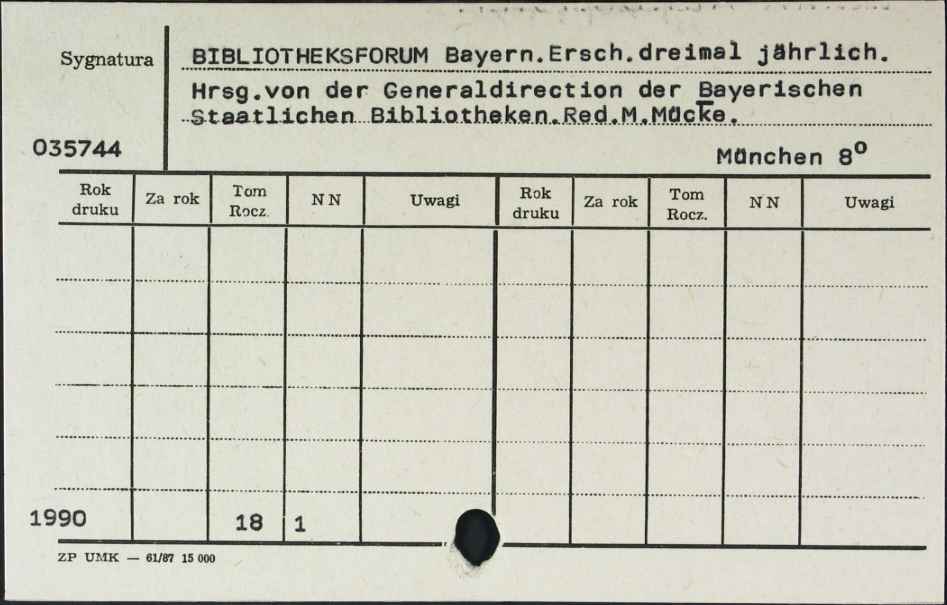 Sygnatura
BIBLIOTHEKSFORUM Bayern.Ersch.dreimal jährlich.
Hrsg.von der Generaldirection der Bayerischen
Staatlichen Bibliotheken.Red.M.Mücke.
035744
München 8º
Rok druku Za rok Tom Rocz. NN Uwagi Rok druku Za rok Tom Rocz. NN Uwagi
1990 18 1
ZP UMK — 61/87 15 000